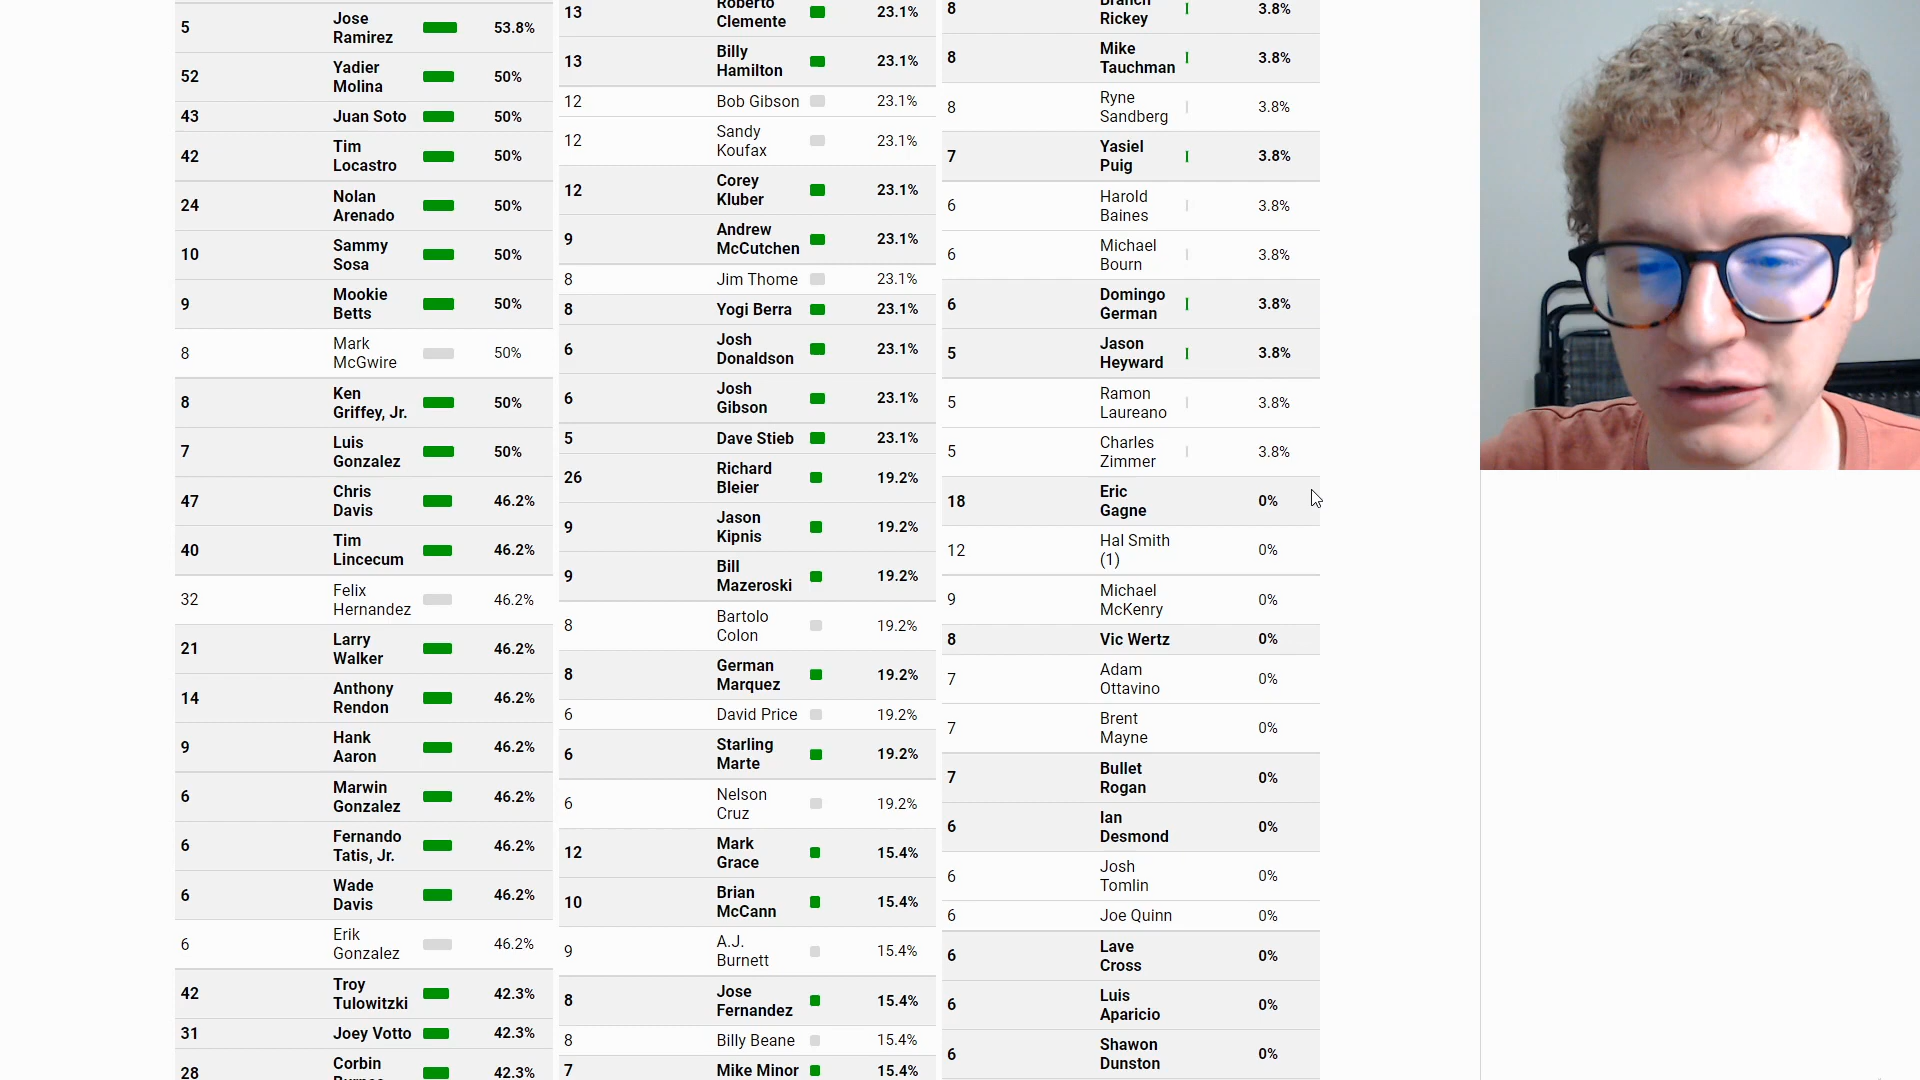 5 Jose Ramirez 53.8%
52 Yadier Molina 50%
43 Juan Soto 50%
42 Tim Locastro 50%
24 Nolan Arenado 50%
10 Sammy Sosa 50%
9 Mookie Betts 50%
8 Mark McGwire 50%
8 Ken Griffey, Jr. 50%
7 Luis Gonzalez 50%
47 Chris Davis 46.2%
40 Tim Lincecum 46.2%
32 Felix Hernandez 46.2%
21 Larry Walker 46.2%
14 Anthony Rendon 46.2%
9 Hank Aaron 46.2%
6 Marwin Gonzalez 46.2%
6 Fernando Tatis, Jr. 46.2%
6 Wade Davis 46.2%
6 Erik Gonzalez 46.2%
42 Troy Tulowitzki 42.3%
31 Joey Votto 42.3%
28 Corbin 42.3%
13 Roberto Clemente 23.1%
13 Billy Hamilton 23.1%
12 Bob Gibson 23.1%
12 Sandy Koufax 23.1%
12 Corey Kluber 23.1%
9 Andrew McCutchen 23.1%
8 Jim Thome 23.1%
8 Yogi Berra 23.1%
6 Josh Donaldson 23.1%
6 Josh Gibson 23.1%
5 Dave Stieb 23.1%
26 Richard Bleier 19.2%
9 Jason Kipnis 19.2%
9 Bill Mazeroski 19.2%
8 Bartolo Colon 19.2%
8 German Marquez 19.2%
6 David Price 19.2%
6 Starling Marte 19.2%
6 Nelson Cruz 19.2%
12 Mark Grace 15.4%
10 Brian McCann 15.4%
9 A.J. Burnett 15.4%
8 Jose Fernandez 15.4%
8 Billy Beane 15.4%
7 Mike Minor 15.4%
8 Branch Rickey 3.8%
8 Mike Tauchman 3.8%
8 Ryne Sandberg 3.8%
7 Yasiel Puig 3.8%
6 Harold Baines 3.8%
6 Michael Bourn 3.8%
6 Domingo German 3.8%
5 Jason Heyward 3.8%
5 Ramon Laureano 3.8%
5 Charles Zimmer 3.8%
18 Eric Gagne 0%
12 Hal Smith (1) 0%
9 Michael McKenry 0%
8 Vic Wertz 0%
7 Adam Ottavino 0%
7 Brent Mayne 0%
7 Bullet Rogan 0%
6 Ian Desmond 0%
6 Josh Tomlin 0%
6 Joe Quinn 0%
6 Lave Cross 0%
6 Luis Aparicio 0%
6 Shawon Dunston 0%